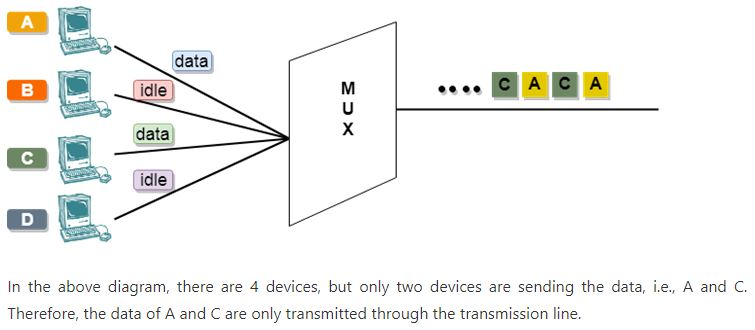 A
data
B
idle
C
data
D
idle
MUX
.... C A C A
In the above diagram, there are 4 devices, but only two devices are sending the data, i.e., A and C.
Therefore, the data of A and C are only transmitted through the transmission line.